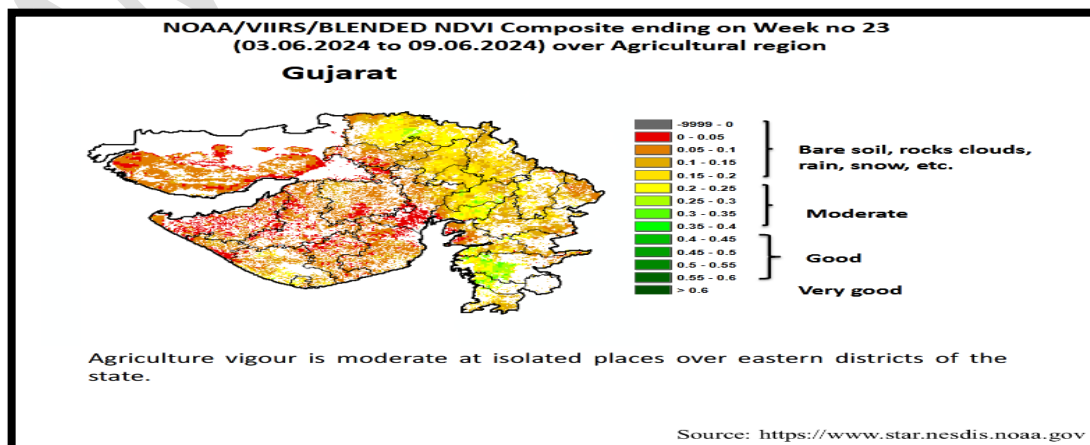 NOAA/VIIRS/BLENDED NDVI Composite ending on Week no 23
(03.06.2024 to 09.06.2024) over Agricultural region
Gujarat
-9999 - 0
0 - 0.05
0.05 - 0.1
0.1 - 0.15
0.15 - 0.2
0.2 - 0.25
0.25 - 0.3
0.3 - 0.35
0.35 - 0.4
0.4 - 0.45
0.45 - 0.5
0.5 - 0.55
0.55 - 0.6
> 0.6
Bare soil, rocks clouds,
rain, snow, etc.
Moderate
Good
Very good
Agriculture vigour is moderate at isolated places over eastern districts of the
state.
Source: https://www.star.nesdis.noaa.gov